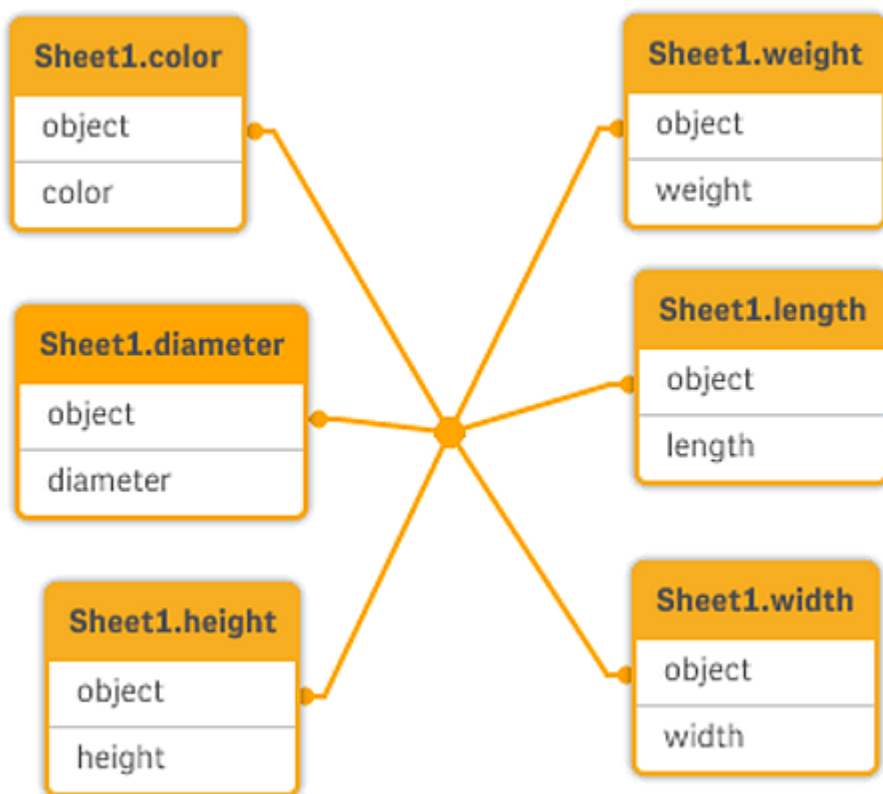 Sheet1.color
object
color
Sheet1.diameter
object
diameter
Sheet1.height
object
height
Sheet1.weight
object
weight
Sheet1.length
object
length
Sheet1.width
object
width